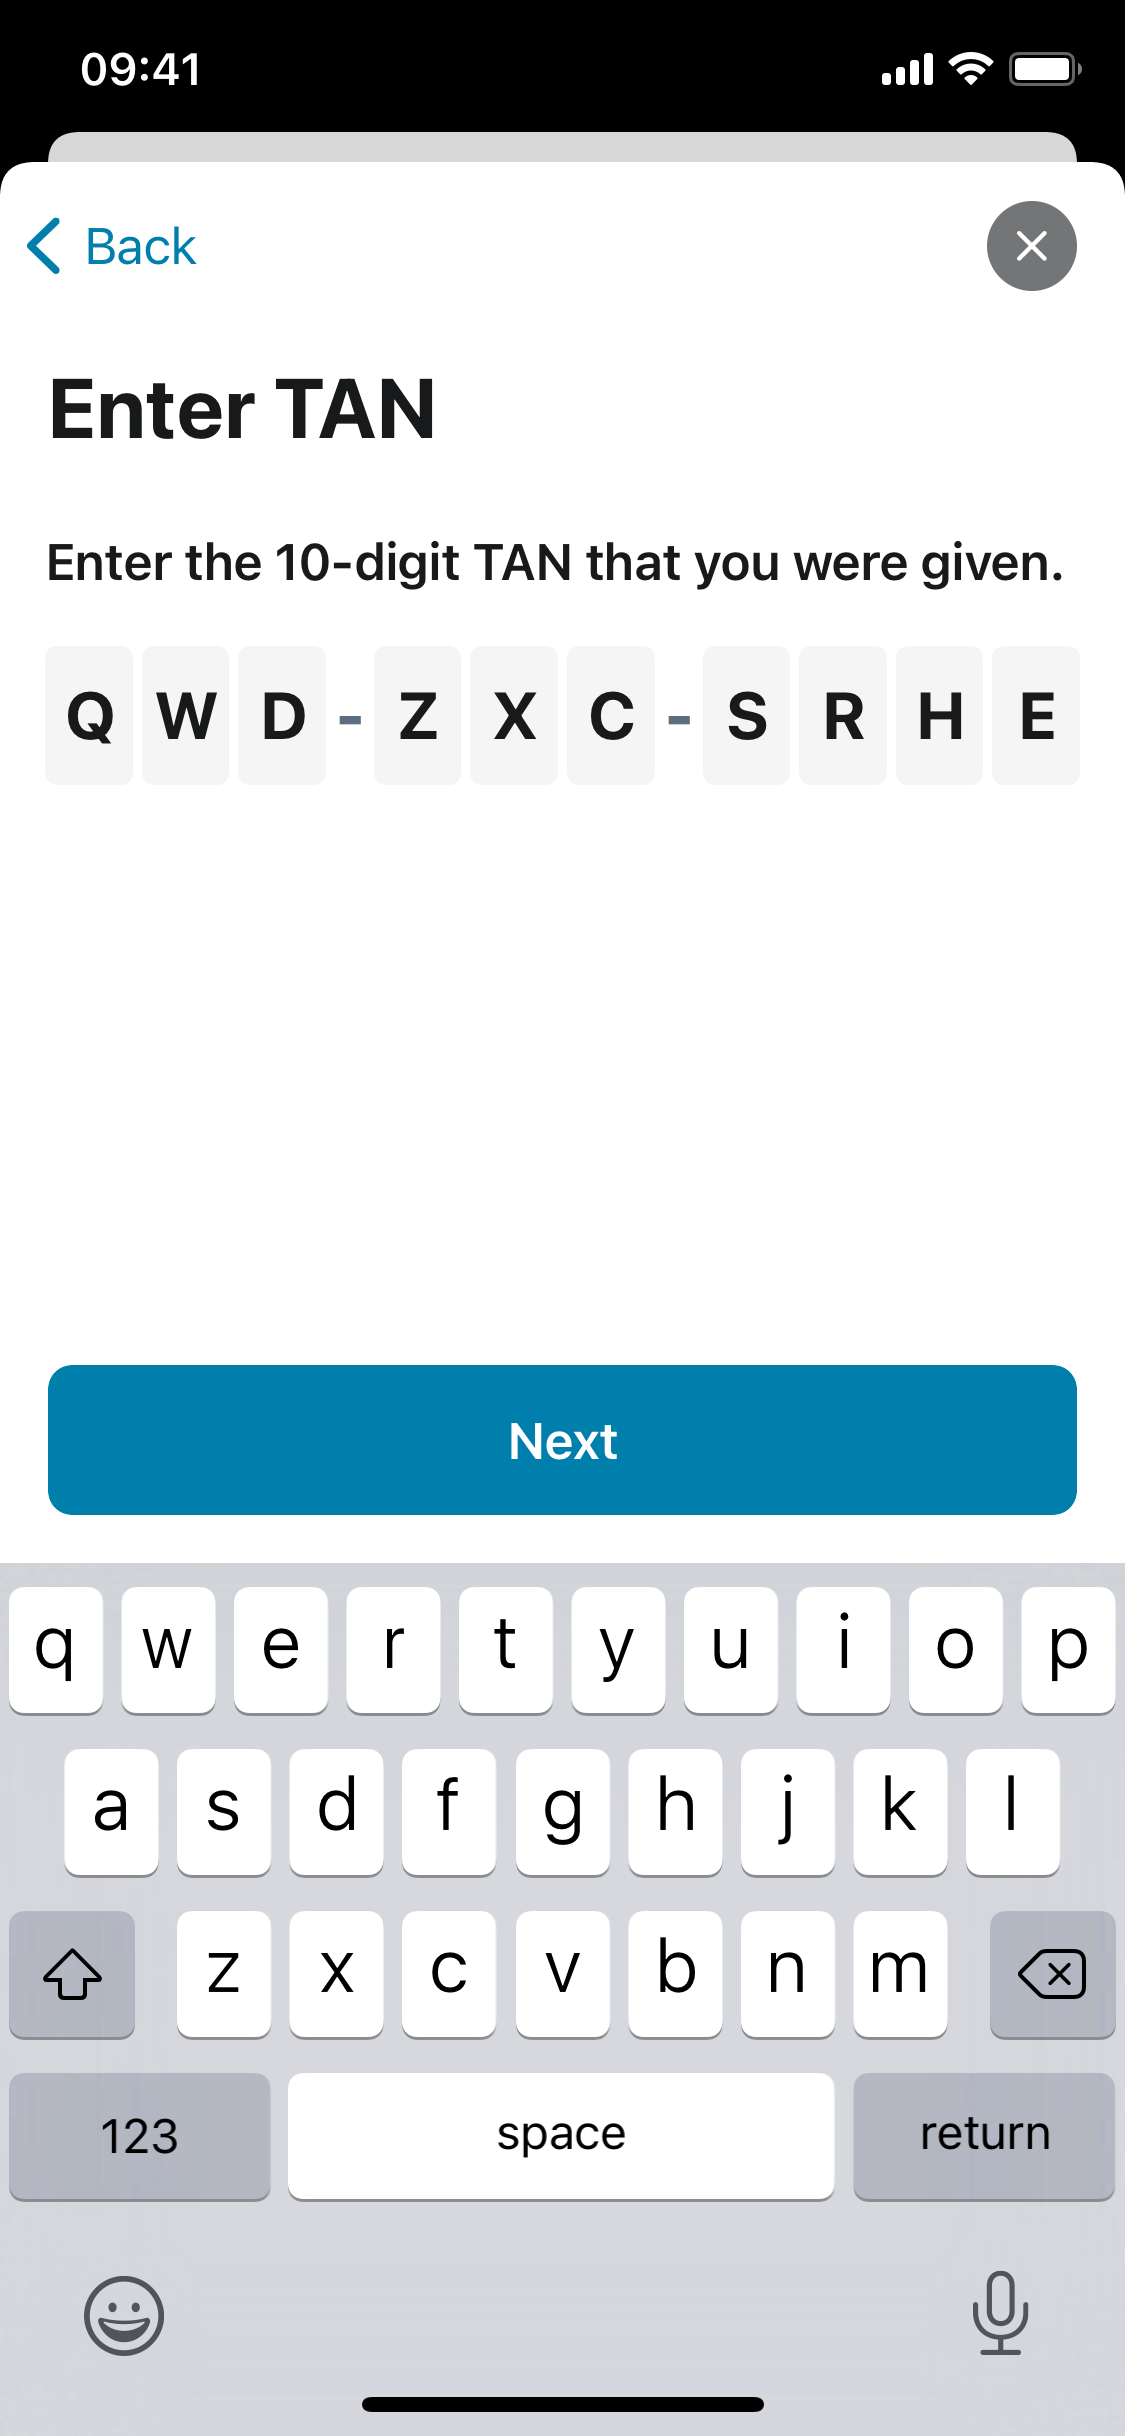 09:41
Back
Enter TAN
Enter the 10-digit TAN that you were given.
Q W D - Z X C - S R H E
Next
q w e r t y u i o p
a s d f g h j k l
z x c v b n m
123 space return